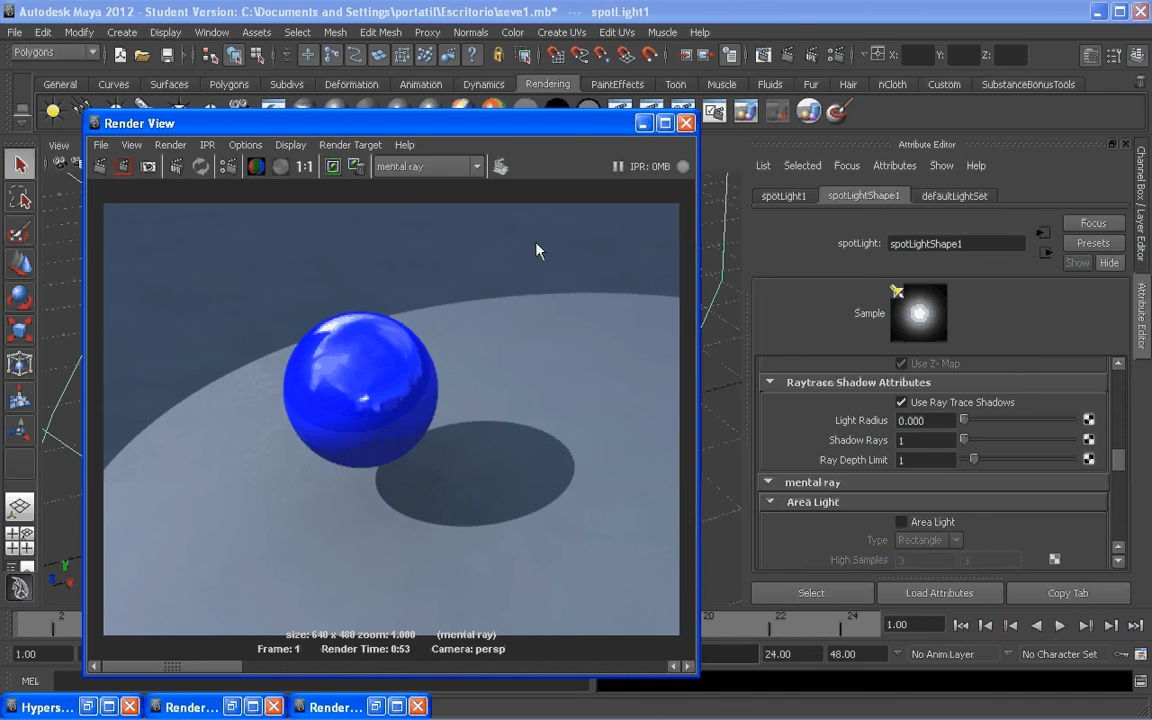 Autodesk Maya 2012 - Student Version: C:\Documents and Settings\portatil\Escritorio\seve1.mb* --- spotLight1
File Edit Modify Create Display Window Assets Select Mesh Edit Mesh Proxy Normals Color Create UVs Edit UVs Muscle Help
Polygons X: Y: Z:
General Curves Surfaces Polygons Subdivs Deformation Animation Dynamics Rendering PaintEffects Toon Muscle Fluids Fur Hair nCloth Custom SubstanceBonusTools
Render View
File View Render IPR Options Display Render Target Help
1:1 mental ray IPR: 0MB
size: 640 x 480 zoom: 1.000 (mental ray)
Frame: 1 Render Time: 0:53 Camera: persp
View
Attribute Editor
List Selected Focus Attributes Show Help
spotLight1 spotLightShape1 defaultLightSet
Focus
spotLight: spotLightShape1 Presets
Show Hide
Sample
Use Z- Map
Raytrace Shadow Attributes
Use Ray Trace Shadows
Light Radius 0.000
Shadow Rays 1
Ray Depth Limit 1
mental ray
Area Light
Area Light
Type Rectangle
High Samples 3 3
Select Load Attributes Copy Tab
Channel Box / Layer Editor
Attribute Editor
2 20 22 24 1.00
1.00 24.00 48.00 No Anim Layer No Character Set
MEL
Hypers... Render... Render...